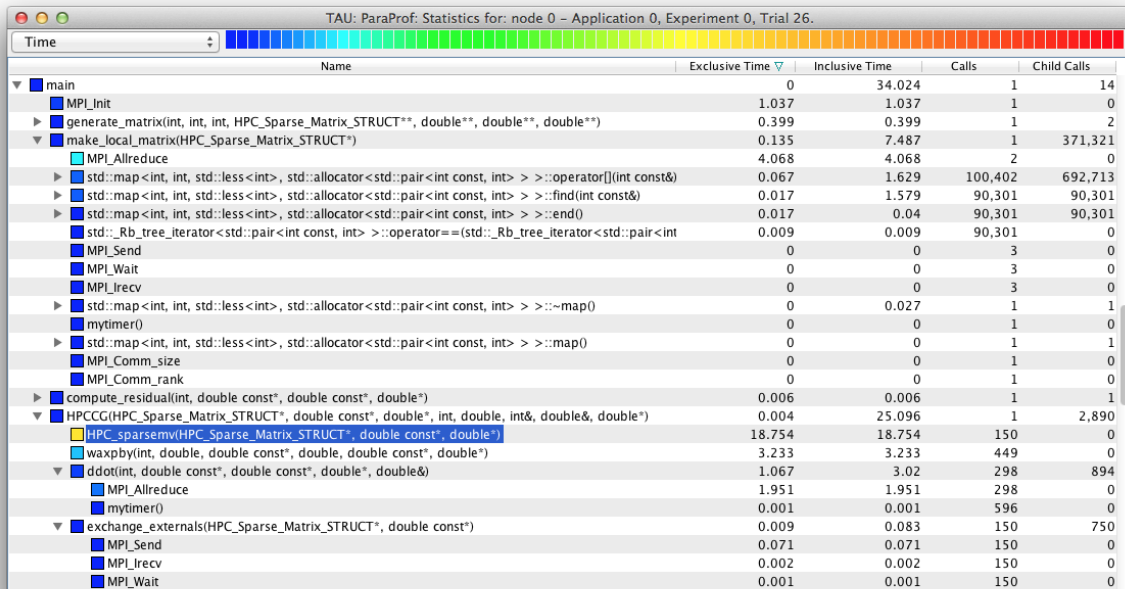 TAU: ParaProf: Statistics for: node 0 – Application 0, Experiment 0, Trial 26.
Time
Name Exclusive Time ▽ Inclusive Time Calls Child Calls
main 0 34.024 1 14
MPI_Init 1.037 1.037 1 0
generate_matrix(int, int, int, HPC_Sparse_Matrix_STRUCT**, double**, double**, double**) 0.399 0.399 1 2
make_local_matrix(HPC_Sparse_Matrix_STRUCT*) 0.135 7.487 1 371,321
MPI_Allreduce 4.068 4.068 2 0
std::map<int, int, std::less<int>, std::allocator<std::pair<int const, int> > >::operator[](int const&) 0.067 1.629 100,402 692,713
std::map<int, int, std::less<int>, std::allocator<std::pair<int const, int> > >::find(int const&) 0.017 1.579 90,301 90,301
std::map<int, int, std::less<int>, std::allocator<std::pair<int const, int> > >::end() 0.017 0.04 90,301 90,301
std::_Rb_tree_iterator<std::pair<int const, int> >::operator==(std::_Rb_tree_iterator<std::pair<int 0.009 0.009 90,301 0
MPI_Send 0 0 3 0
MPI_Wait 0 0 3 0
MPI_Irecv 0 0 3 0
std::map<int, int, std::less<int>, std::allocator<std::pair<int const, int> > >::~map() 0 0.027 1 1
mytimer() 0 0 1 0
std::map<int, int, std::less<int>, std::allocator<std::pair<int const, int> > >::map() 0 0 1 1
MPI_Comm_size 0 0 1 0
MPI_Comm_rank 0 0 1 0
compute_residual(int, double const*, double const*, double*) 0.006 0.006 1 1
HPCCG(HPC_Sparse_Matrix_STRUCT*, double const*, double*, int, double, int&, double&, double*) 0.004 25.096 1 2,890
HPC_sparsemv(HPC_Sparse_Matrix_STRUCT*, double const*, double*) 18.754 18.754 150 0
waxpby(int, double, double const*, double, double const*, double*) 3.233 3.233 449 0
ddot(int, double const*, double const*, double*, double&) 1.067 3.02 298 894
MPI_Allreduce 1.951 1.951 298 0
mytimer() 0.001 0.001 596 0
exchange_externals(HPC_Sparse_Matrix_STRUCT*, double const*) 0.009 0.083 150 750
MPI_Send 0.071 0.071 150 0
MPI_Irecv 0.002 0.002 150 0
MPI_Wait 0.001 0.001 150 0